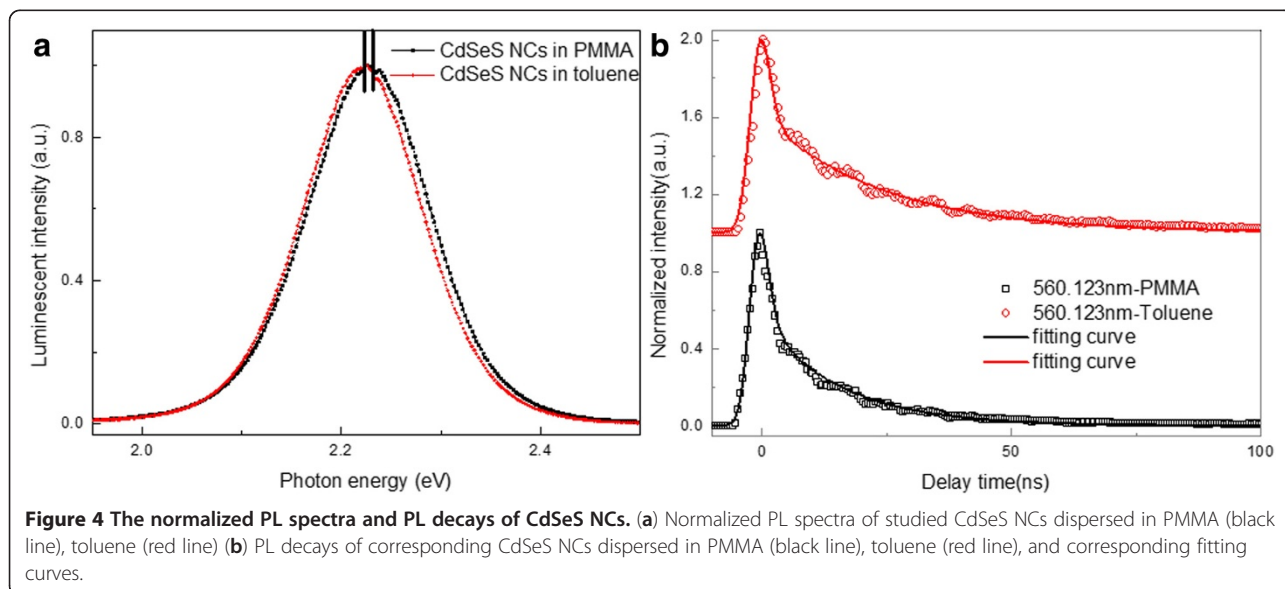 a
CdSeS NCs in PMMA
CdSeS NCs in toluene
Luminescent intensity (a.u.)
0.8
0.4
0.0
2.0
2.2
2.4
Photon energy (eV)
b
Normalized intensity(a.u.)
2.0
1.6
1.2
0.8
0.4
0.0
560.123nm-PMMA
560.123nm-Toluene
fitting curve
fitting curve
0
50
100
Delay time(ns)
Figure 4 The normalized PL spectra and PL decays of CdSeS NCs. (a) Normalized PL spectra of studied CdSeS NCs dispersed in PMMA (black
line), toluene (red line) (b) PL decays of corresponding CdSeS NCs dispersed in PMMA (black line), toluene (red line), and corresponding fitting
curves.